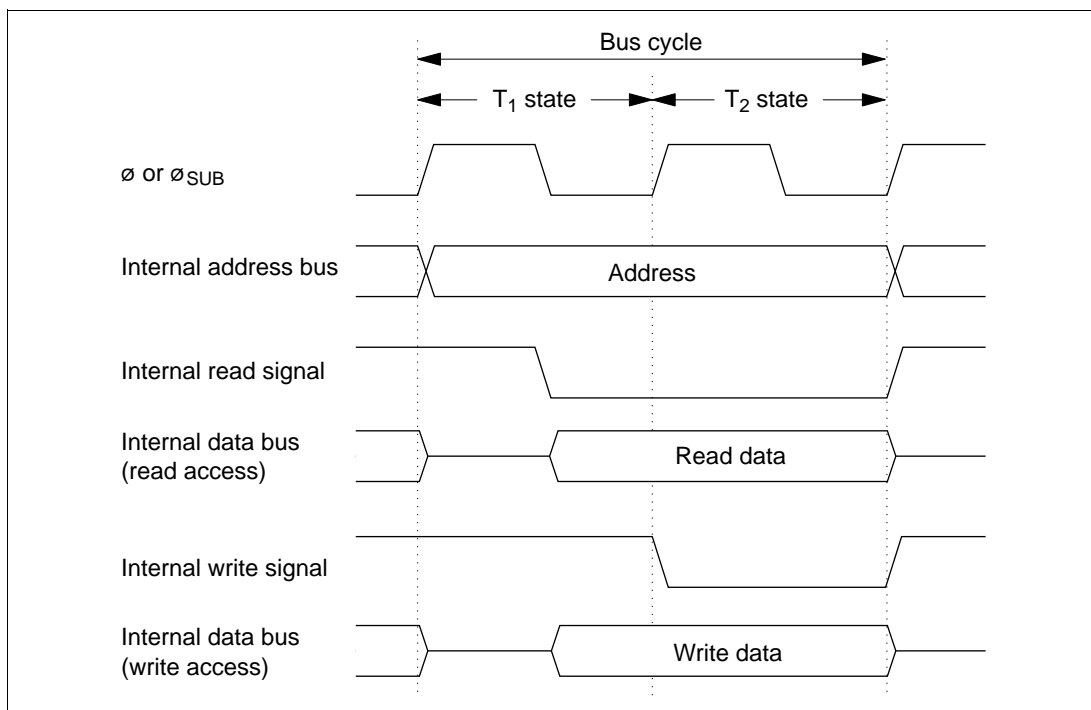 Bus cycle
T₁ state
T₂ state
ø or ø SUB
Internal address bus
Address
Internal read signal
Internal data bus
(read access)
Read data
Internal write signal
Internal data bus
(write access)
Write data